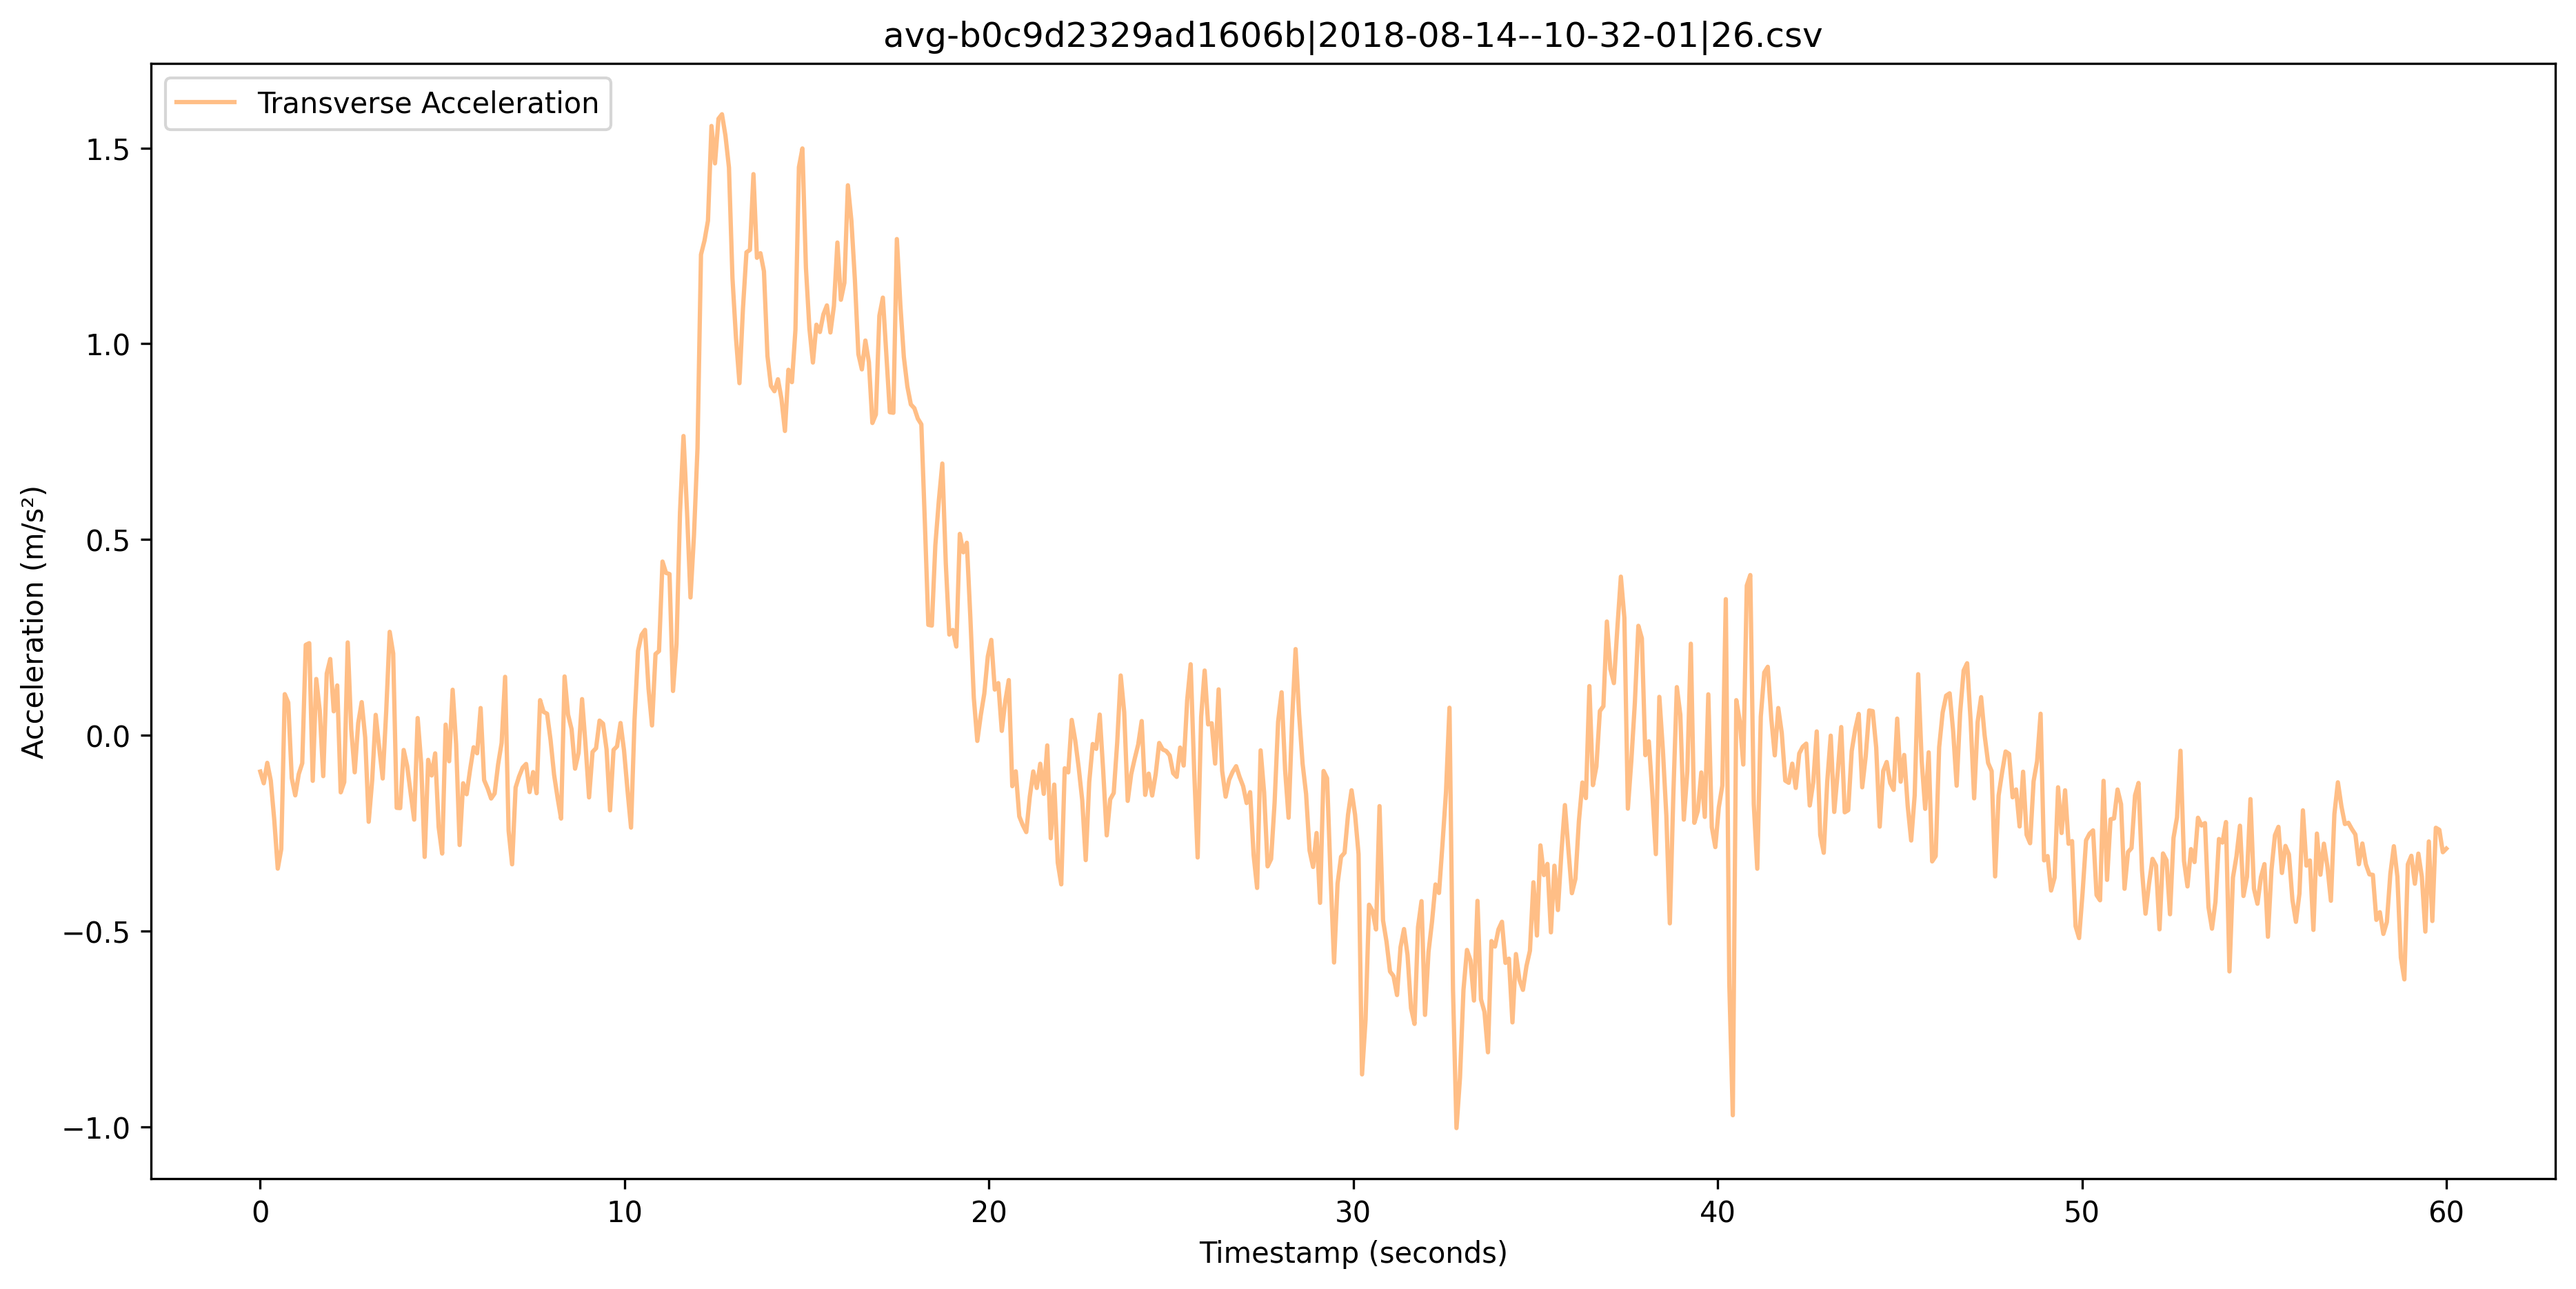 avg-b0c9d2329ad1606b|2018-08-14--10-32-01|26.csv
Transverse Acceleration
Acceleration (m/s²)
1.5
1.0
0.5
0.0
−0.5
−1.0
0 10 20 30 40 50 60
Timestamp (seconds)